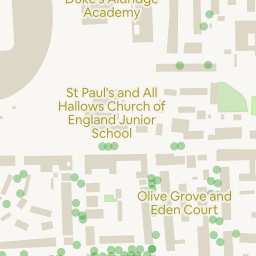 Duke's Aldridge
Academy
St Paul's and All
Hallows Church of
England Junior
School
Olive Grove and
Eden Court